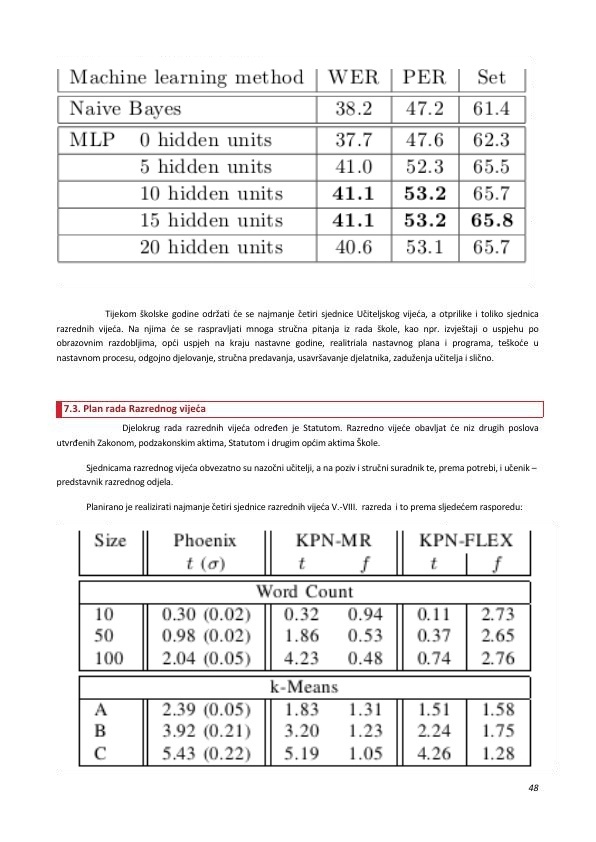 Machine learning method WER PER Set
Naive Bayes 38.2 47.2 61.4
MLP 0 hidden units 37.7 47.6 62.3
5 hidden units 41.0 52.3 65.5
10 hidden units 41.1 53.2 65.7
15 hidden units 41.1 53.2 65.8
20 hidden units 40.6 53.1 65.7
Tijekom školske godine održati će se najmanje četiri sjednice Učiteljskog vijeća, a otprilike i toliko sjednica
razrednih vijeća. Na njima će se raspravljati mnoga stručna pitanja iz rada škole, kao npr. izvještaji o uspjehu po
obrazovnim razdobljima, opći uspjeh na kraju nastavne godine, realitriala nastavnog plana i programa, teškoće u
nastavnom procesu, odgojno djelovanje, stručna predavanja, usavršavanje djelatnika, zaduženja učitelja i slično.
7.3. Plan rada Razrednog vijeća
Djelokrug rada razrednih vijeća određen je Statutom. Razredno vijeće obavljat će niz drugih poslova
utvrđenih Zakonom, podzakonskim aktima, Statutom i drugim općim aktima Škole.
Sjednicama razrednog vijeća obvezatno su nazočni učitelji, a na poziv i stručni suradnik te, prema potrebi, i učenik –
predstavnik razrednog odjela.
Planirano je realizirati najmanje četiri sjednice razrednih vijeća V.-VIII. razreda i to prema sljedećem rasporedu:
Size Phoenix KPN-MR KPN-FLEX
t (σ) t f t f
Word Count
10 0.30 (0.02) 0.32 0.94 0.11 2.73
50 0.98 (0.02) 1.86 0.53 0.37 2.65
100 2.04 (0.05) 4.23 0.48 0.74 2.76
k-Means
A 2.39 (0.05) 1.83 1.31 1.51 1.58
B 3.92 (0.21) 3.20 1.23 2.24 1.75
C 5.43 (0.22) 5.19 1.05 4.26 1.28
48